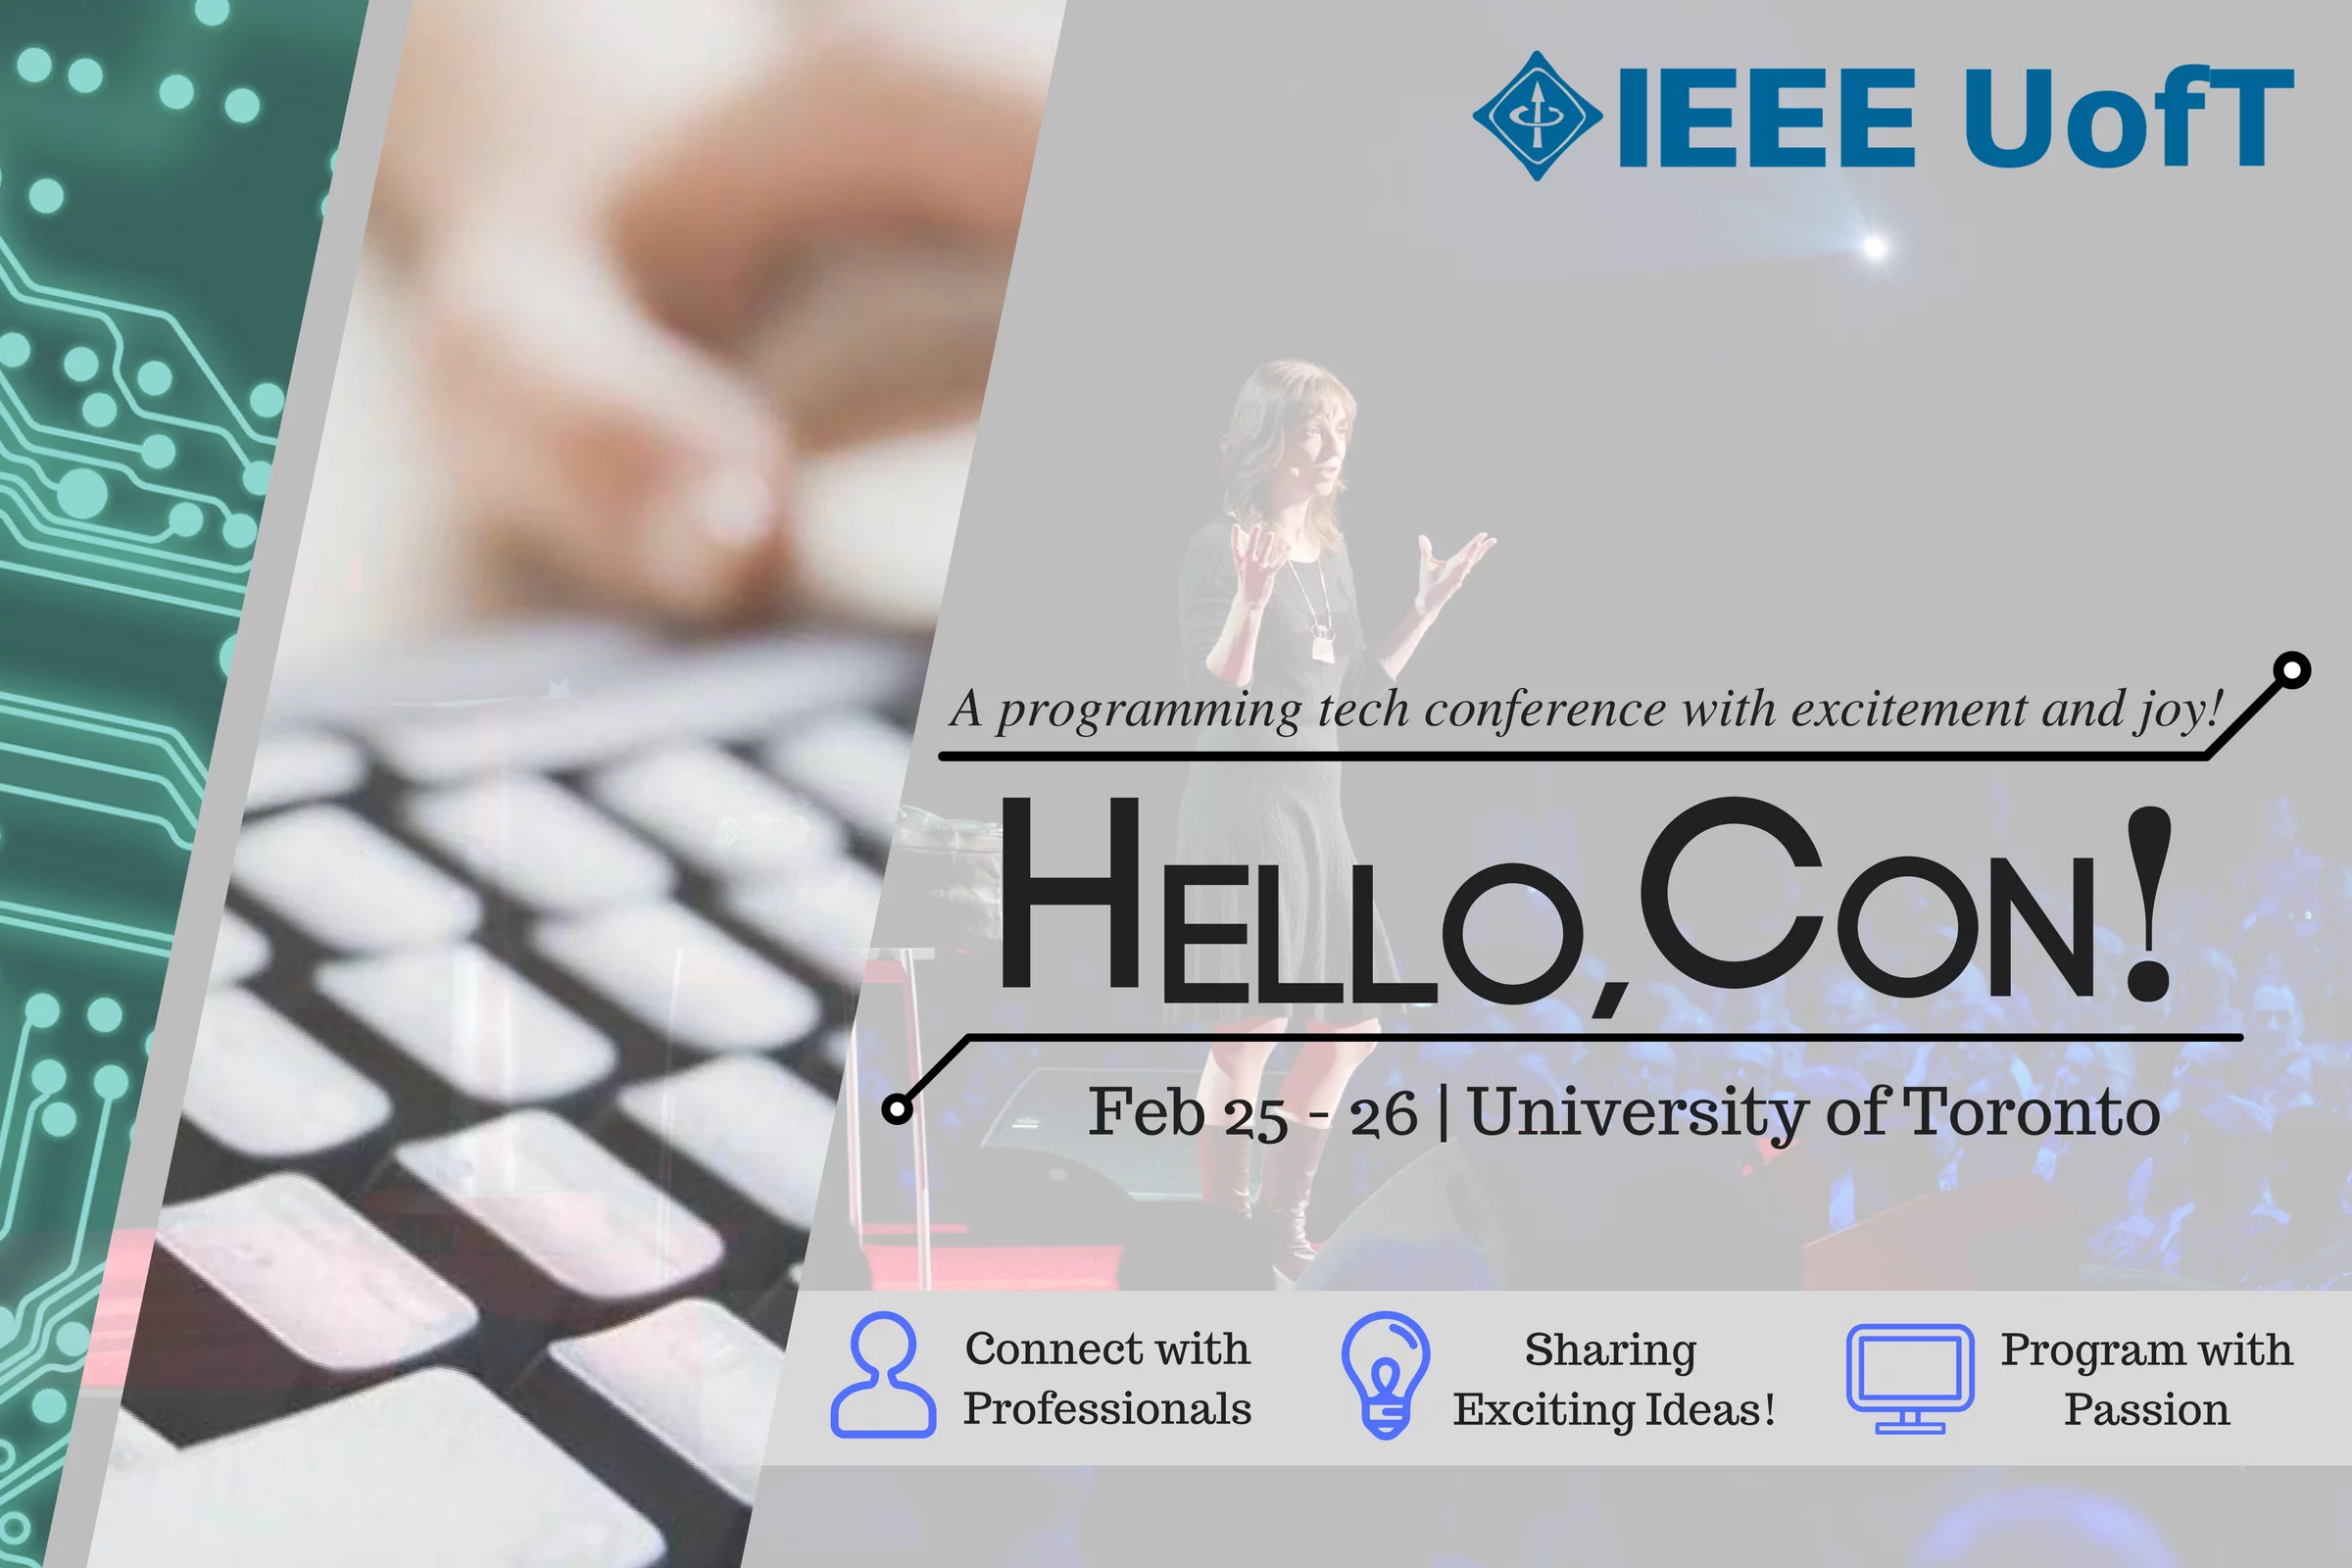 IEEE UofT
A programming tech conference with excitement and joy!
HELLO, CON!
Feb 25 - 26 | University of Toronto
Connect with
Professionals
Sharing
Exciting Ideas!
Program with
Passion